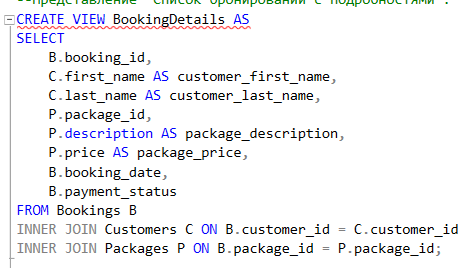 --Представление "Список бронирований с подробностями":
CREATE VIEW BookingDetails AS
SELECT
B.booking_id,
C.first_name AS customer_first_name,
C.last_name AS customer_last_name,
P.package_id,
P.description AS package_description,
P.price AS package_price,
B.booking_date,
B.payment_status
FROM Bookings B
INNER JOIN Customers C ON B.customer_id = C.customer_id
INNER JOIN Packages P ON B.package_id = P.package_id;